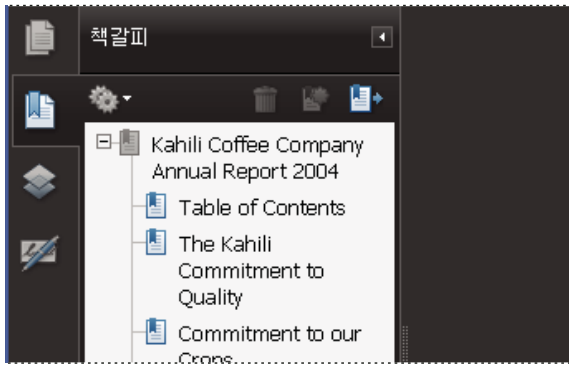 책갈피
Kahili Coffee Company
Annual Report 2004
Table of Contents
The Kahili
Commitment to
Quality
Commitment to our
Crops